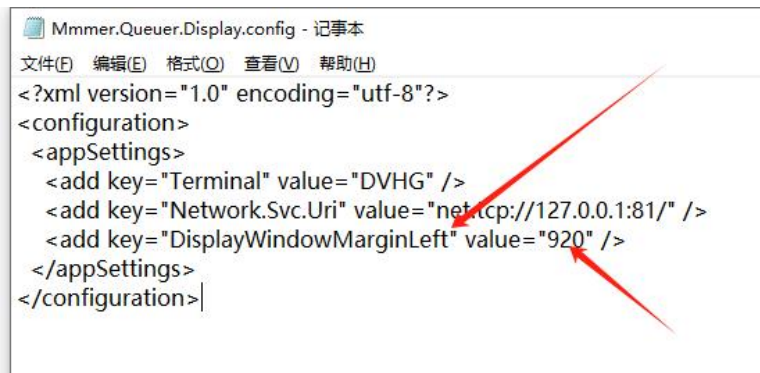 Mmmer.Queuer.Display.config - 记事本
文件(F) 编辑(E) 格式(O) 查看(V) 帮助(H)
<?xml version="1.0" encoding="utf-8"?>
<configuration>
<appSettings>
<add key="Terminal" value="DVHG" />
<add key="Network.Svc.Uri" value="net.tcp://127.0.0.1:81/" />
<add key="DisplayWindowMarginLeft" value="920" />
</appSettings>
</configuration>